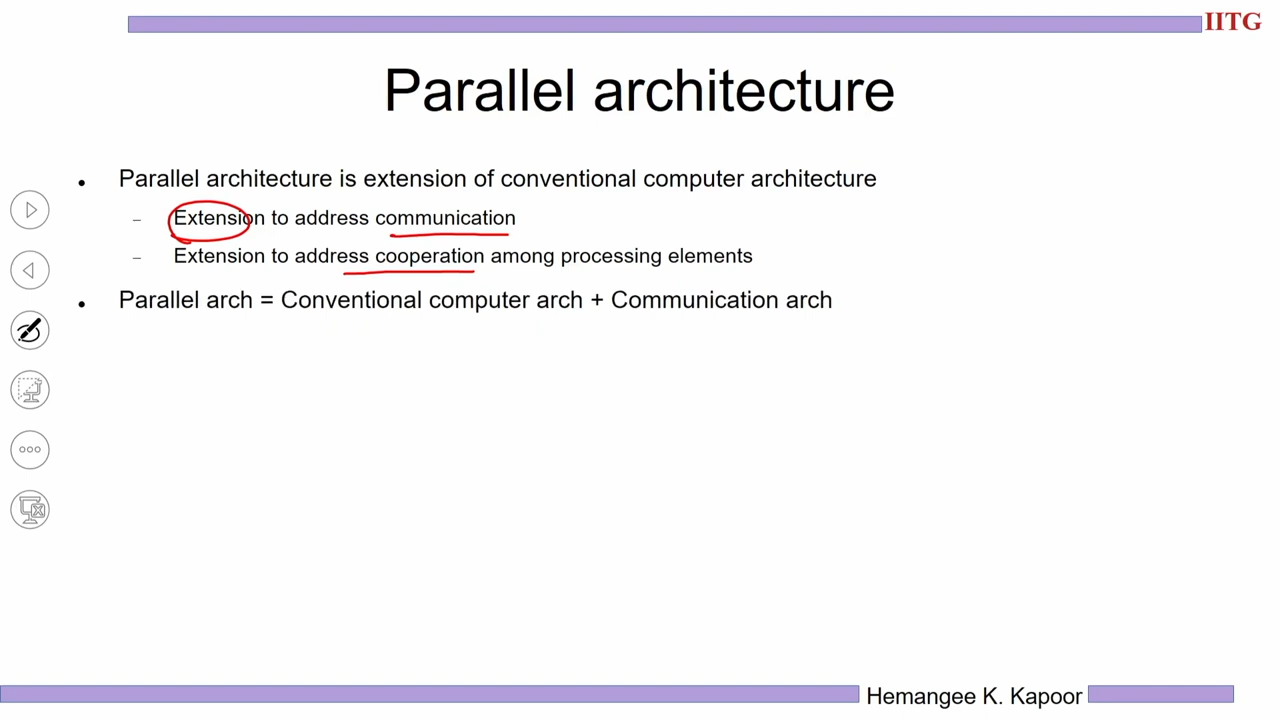 IITG
Parallel architecture
• Parallel architecture is extension of conventional computer architecture
– Extension to address communication
– Extension to address cooperation among processing elements
• Parallel arch = Conventional computer arch + Communication arch
Hemangee K. Kapoor